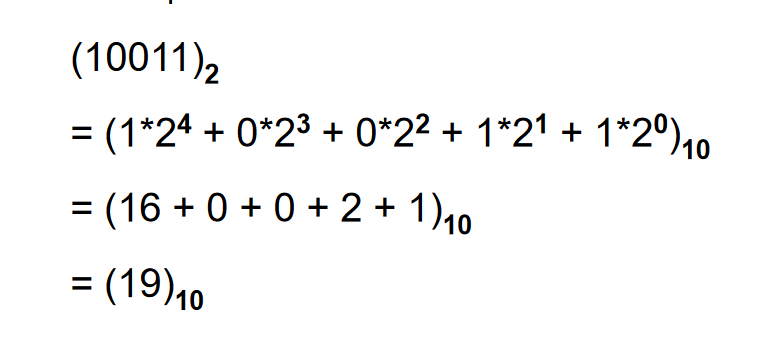 (10011)₂
= (1*2⁴ + 0*2³ + 0*2² + 1*2¹ + 1*2⁰)₁₀
= (16 + 0 + 0 + 2 + 1)₁₀
= (19)₁₀